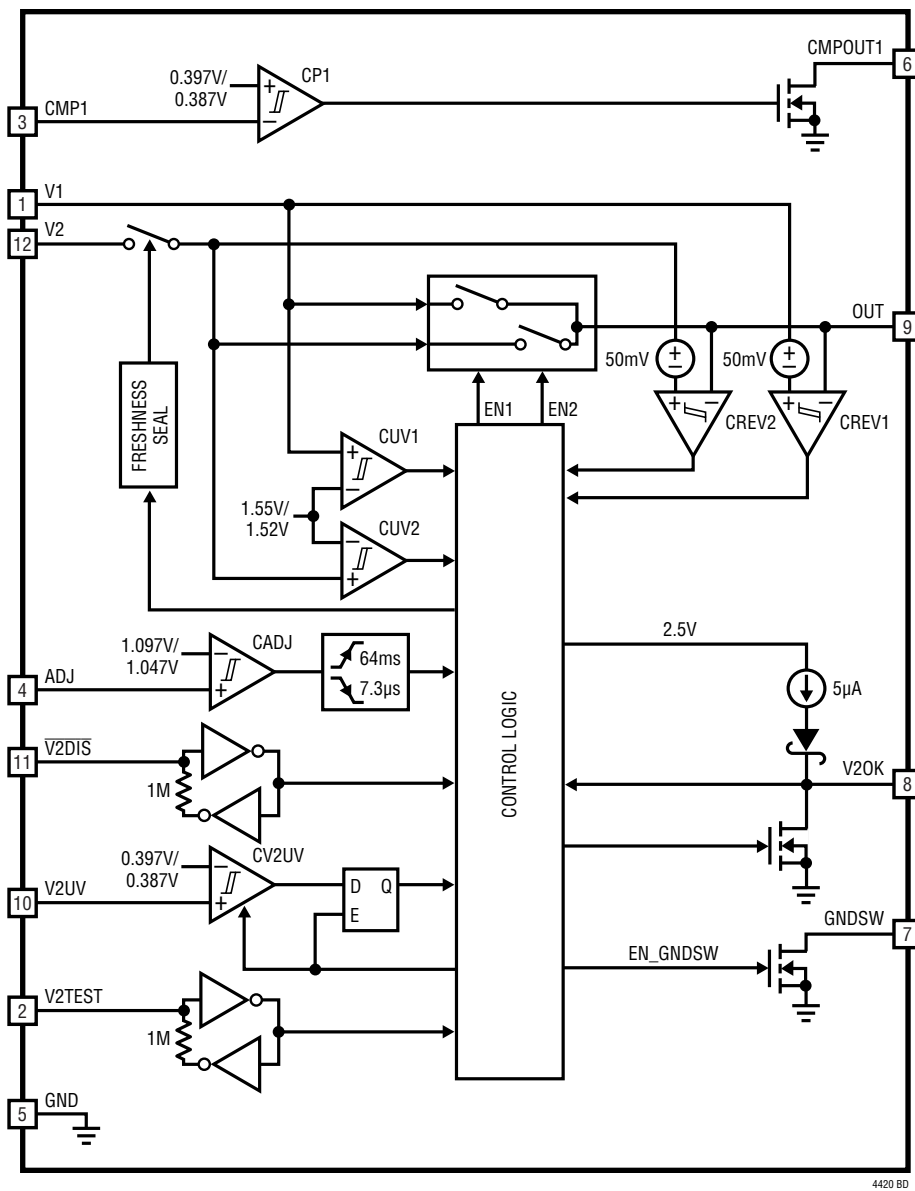 CMPOUT1
6
0.397V/
0.387V
+
CP1
−
3
CMP1
1
V1
12
V2
OUT
9
50mV
+
−
50mV
+
−
FRESHNESS
SEAL
EN1
EN2
+
−
CREV2
+
−
CREV1
CUV1
+
−
1.55V/
1.52V
CUV2
−
+
1.097V/
1.047V
CADJ
−
+
64ms
7.3µs
2.5V
4
ADJ
5µA
11
V2DIS
1M
CONTROL LOGIC
V2OK
8
0.397V/
0.387V
CV2UV
−
+
D
Q
E
10
V2UV
GNDSW
7
EN_GNDSW
2
V2TEST
1M
5
GND
4420 BD